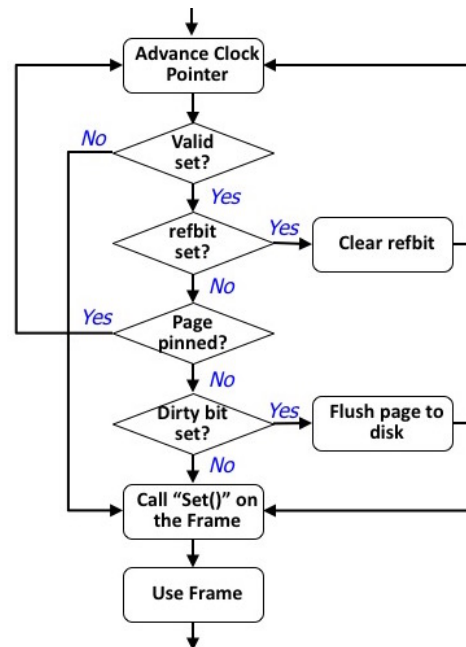 Advance Clock
Pointer
No
Valid
set?
Yes
refbit
set?
Yes
Clear refbit
No
Yes
Page
pinned?
No
Dirty bit
set?
Yes
Flush page to
disk
No
Call “Set()” on
the Frame
Use Frame